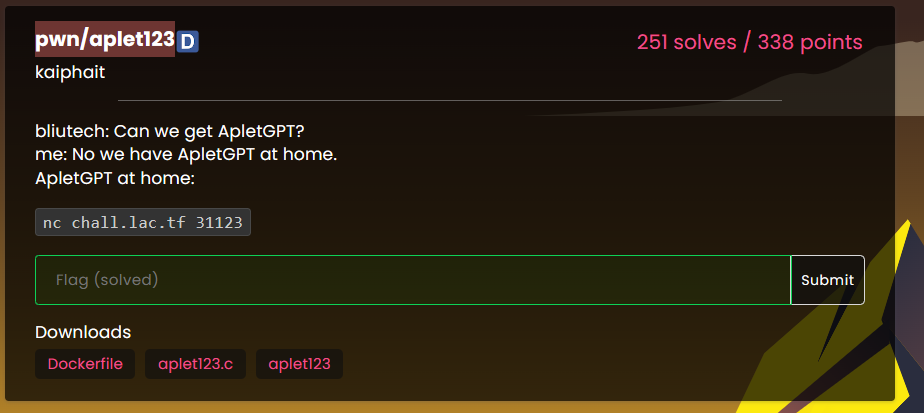 pwn/aplet123 D
251 solves / 338 points
kaiphait
bliutech: Can we get ApletGPT?
me: No we have ApletGPT at home.
ApletGPT at home:
nc chall.lac.tf 31123
Flag (solved)
Submit
Downloads
Dockerfile
aplet123.c
aplet123